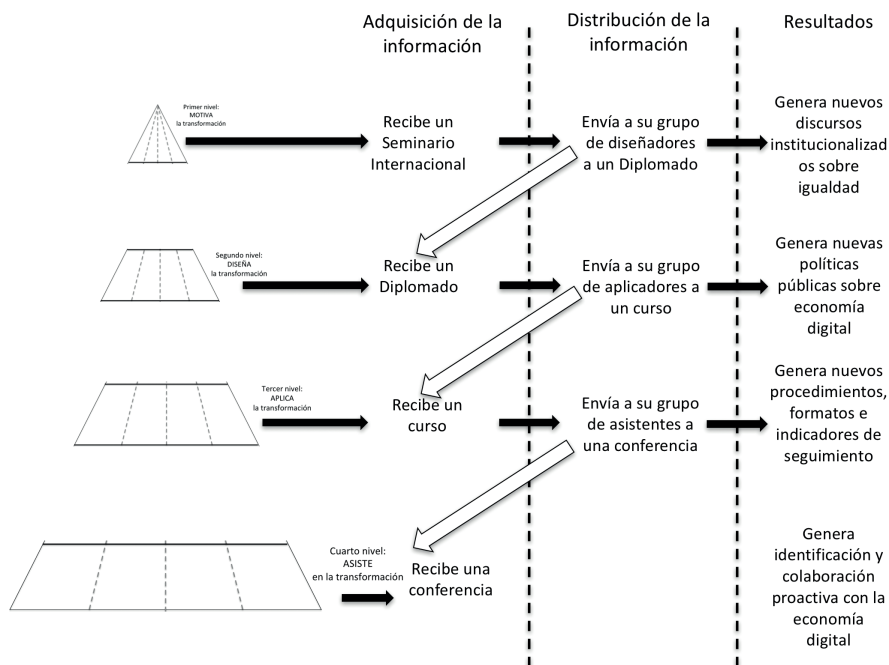 Adquisición de la
información
Distribución de la
información
Resultados
Primer nivel:
MOTIVA
la transformación
Recibe un
Seminario
Internacional
Envía a su grupo
de diseñadores
a un Diplomado
Genera nuevos
discursos
institucionalizad
os sobre
igualdad
Segundo nivel:
DISEÑA
la transformación
Recibe un
Diplomado
Envía a su grupo
de aplicadores a
un curso
Genera nuevas
políticas
públicas sobre
economía
digital
Tercer nivel:
APLICA
la transformación
Recibe un
curso
Envía a su grupo
de asistentes a
una conferencia
Genera nuevos
procedimientos,
formatos e
indicadores de
seguimiento
Cuarto nivel:
ASISTE
en la transformación
Recibe una
conferencia
Genera
identificación y
colaboración
proactiva con la
economía
digital